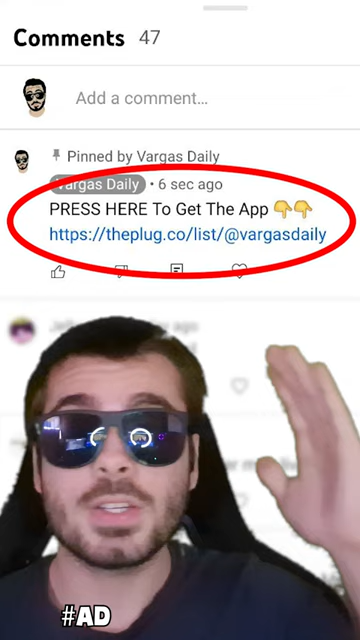 Comments 47
Add a comment...
Pinned by Vargas Daily
Vargas Daily • 6 sec ago
PRESS HERE To Get The App 👇👇
https://theplug.co/list/@vargasdaily
#AD